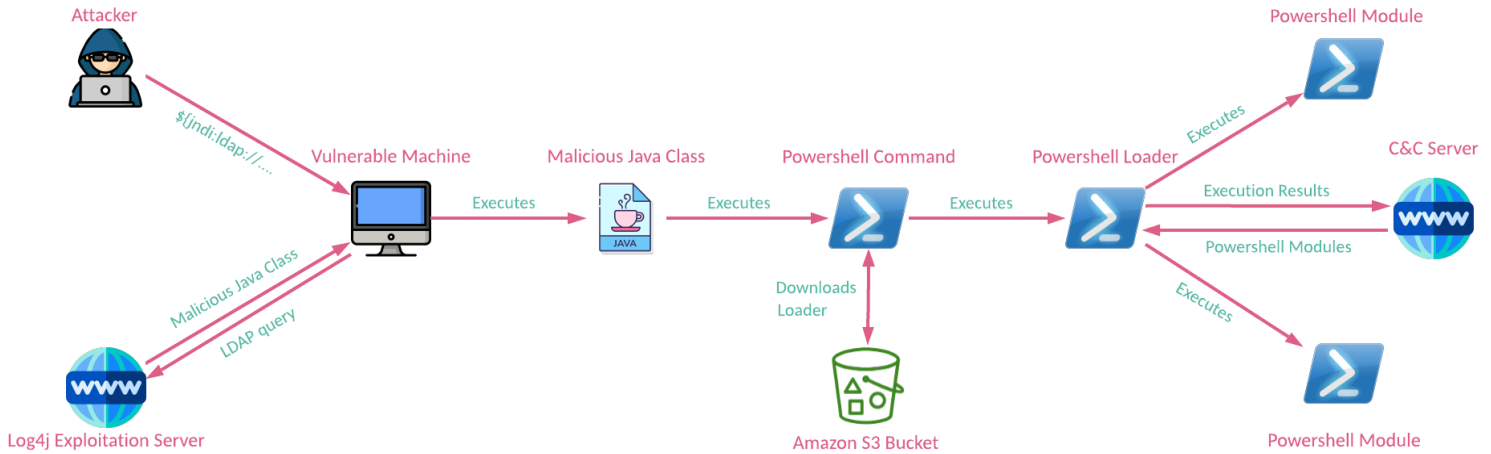 Attacker
Powershell Module
${jndi:ldap://....
Executes
C&C Server
Vulnerable Machine
Malicious Java Class
Powershell Command
Powershell Loader
Execution Results
Executes
Executes
Executes
WWW
JAVA
Powershell Modules
Malicious Java Class
LDAP query
Downloads
Loader
Executes
WWW
Log4j Exploitation Server
Amazon S3 Bucket
Powershell Module